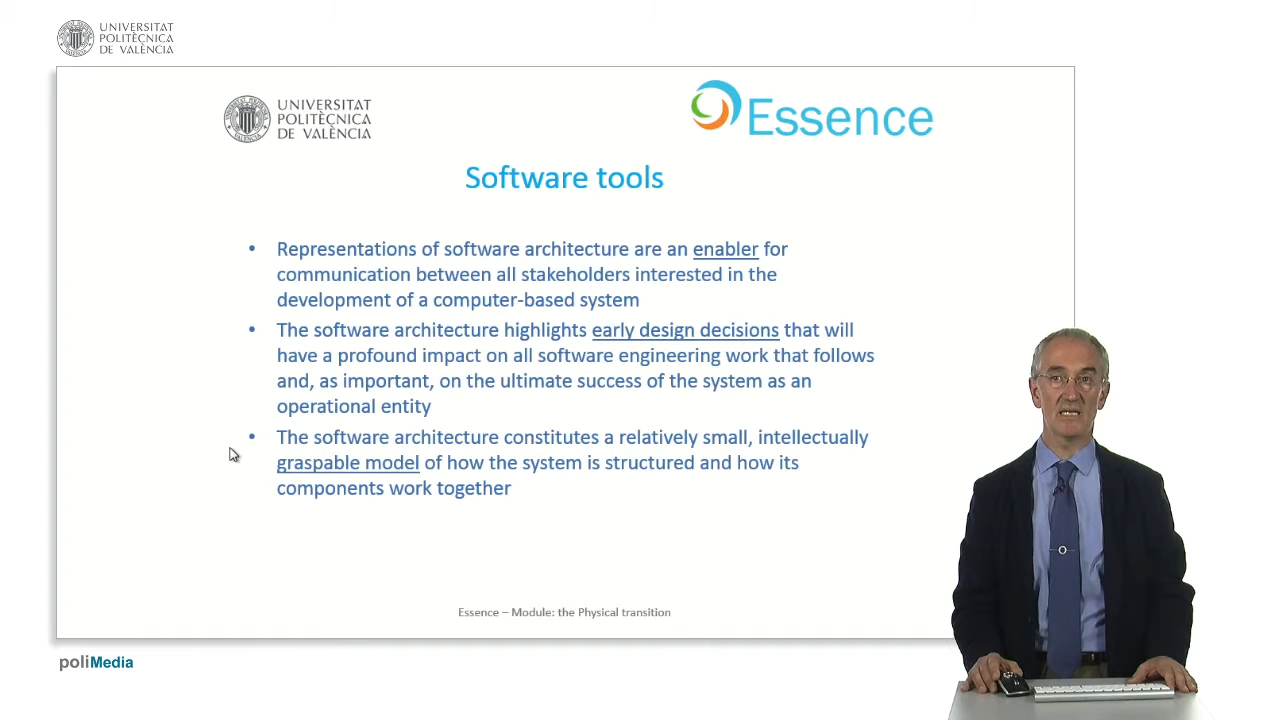 UNIVERSITAT
POLITÈCNICA
DE VALÈNCIA
UNIVERSITAT
POLITÈCNICA
DE VALÈNCIA
Essence
Software tools
• Representations of software architecture are an enabler for
communication between all stakeholders interested in the
development of a computer-based system
• The software architecture highlights early design decisions that will
have a profound impact on all software engineering work that follows
and, as important, on the ultimate success of the system as an
operational entity
• The software architecture constitutes a relatively small, intellectually
graspable model of how the system is structured and how its
components work together
Essence – Module: the Physical transition
poliMedia